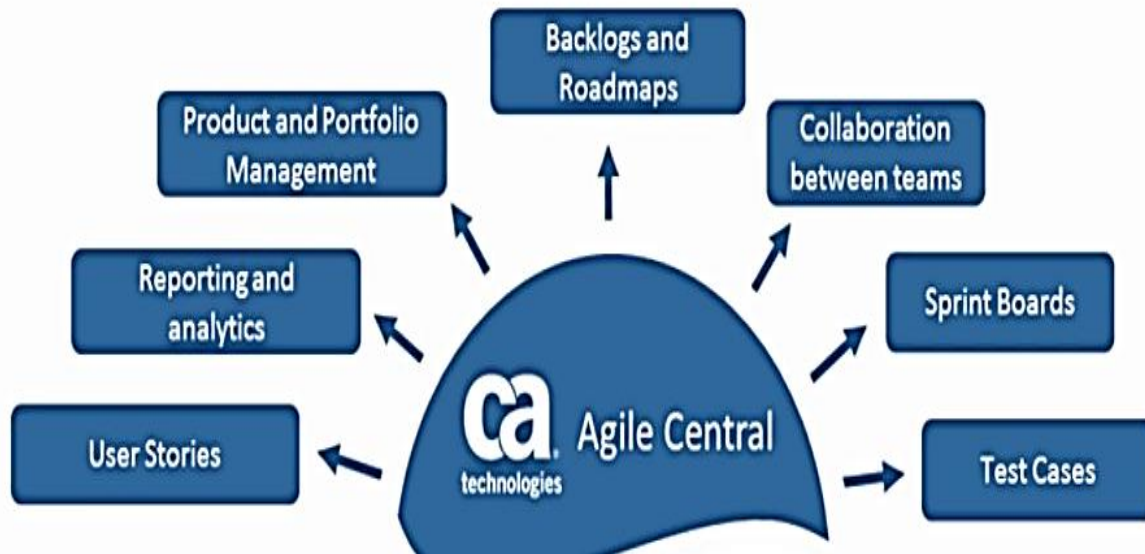 Backlogs and
Roadmaps
Product and Portfolio
Management
Collaboration
between teams
Reporting and
analytics
Sprint Boards
User Stories
ca
technologies
Agile Central
Test Cases